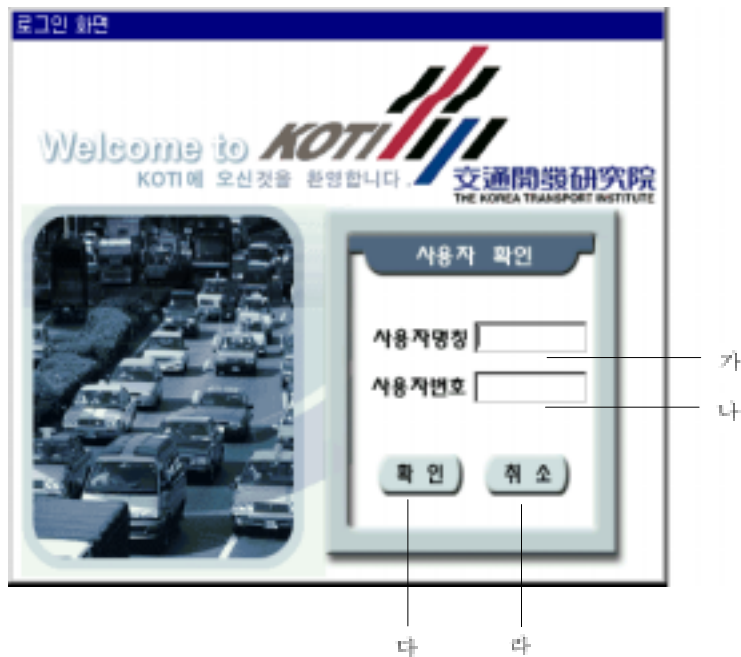 로그인 화면
Welcome to KOTI
KOTI에 오신것을 환영합니다.
交通開發硏究院
THE KOREA TRANSPORT INSTITUTE
사용자 확인
사용자명칭
가
사용자번호
나
확 인
취 소
다
라